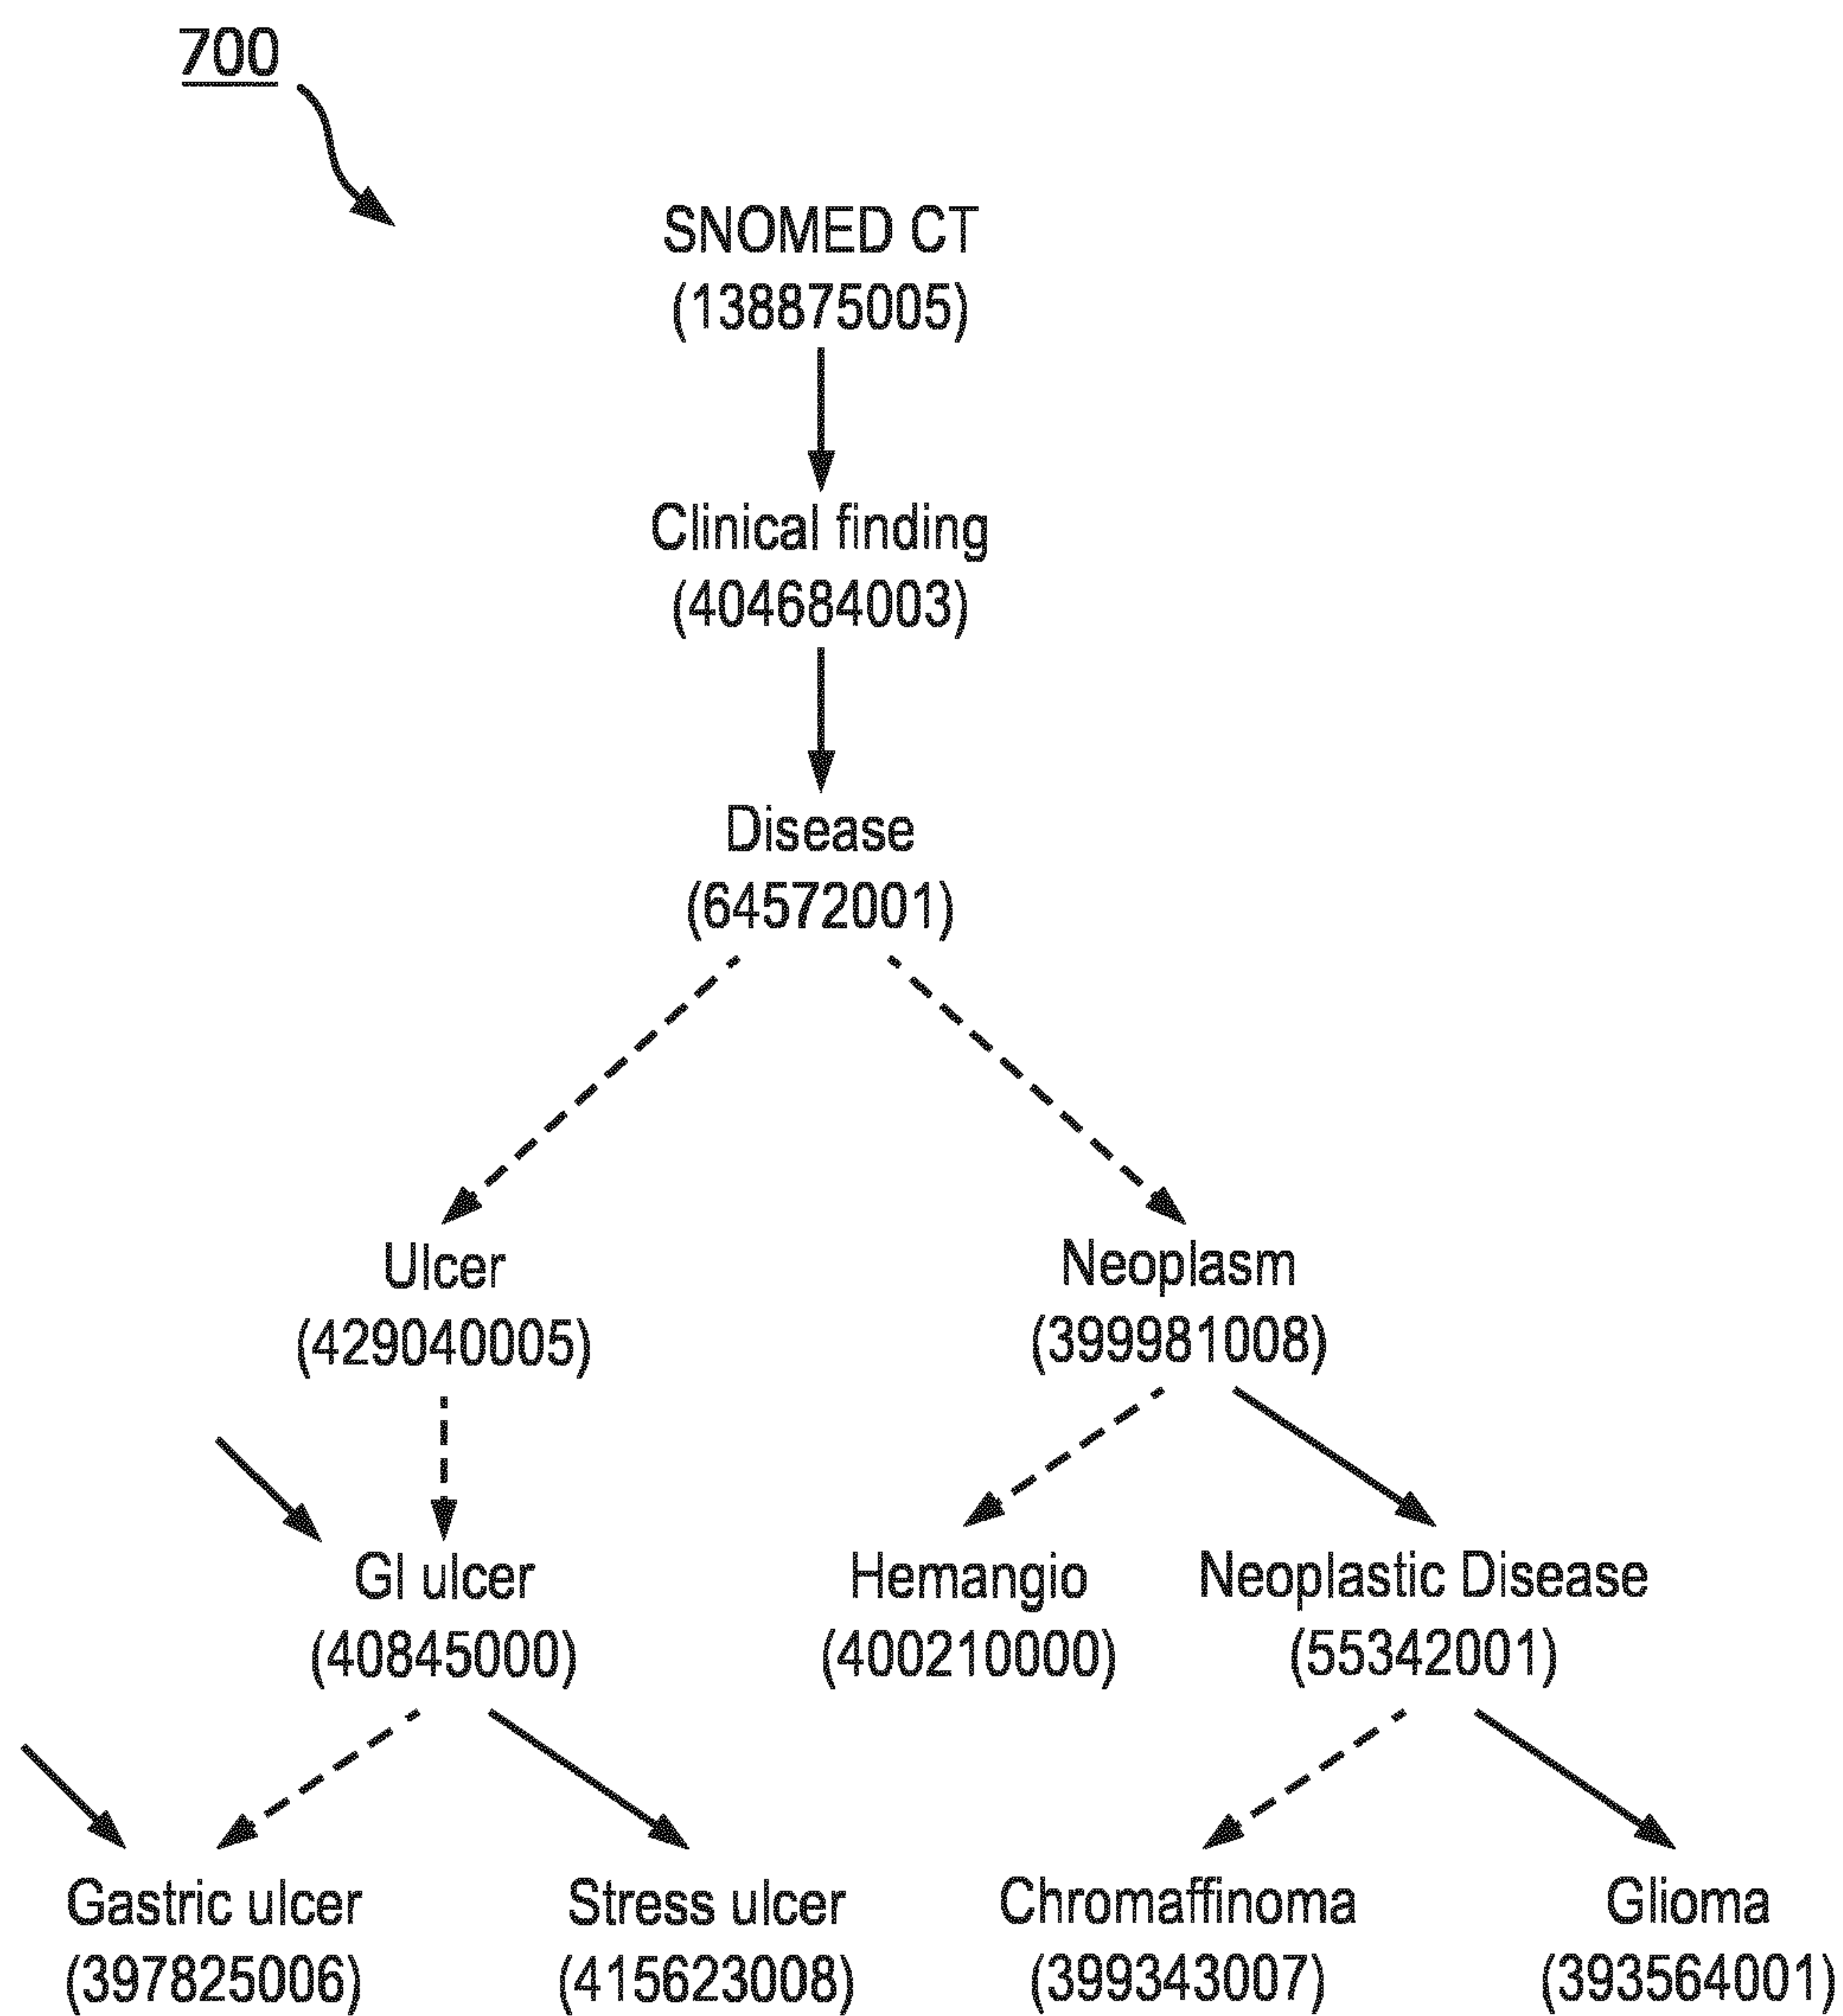 700
SNOMED CT
(138875005)
Clinical finding
(404684003)
Disease
(64572001)
Ulcer
(429040005)
Neoplasm
(399981008)
GI ulcer
(40845000)
Hemangio
(400210000)
Neoplastic Disease
(55342001)
Gastric ulcer
(397825006)
Stress ulcer
(415623008)
Chromaffinoma
(399343007)
Glioma
(393564001)